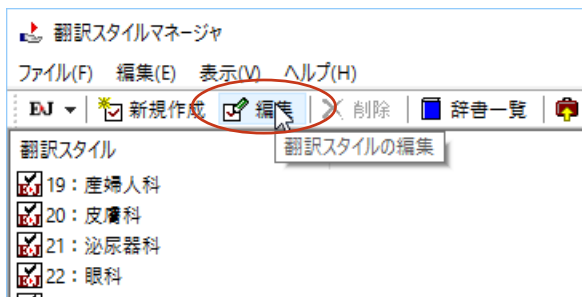 翻訳スタイルマネージャ
ファイル(F) 編集(E) 表示(V) ヘルプ(H)
EJ 新規作成 編集 削除 辞書一覧
翻訳スタイルの編集
翻訳スタイル
19：産婦人科
20：皮膚科
21：泌尿器科
22：眼科